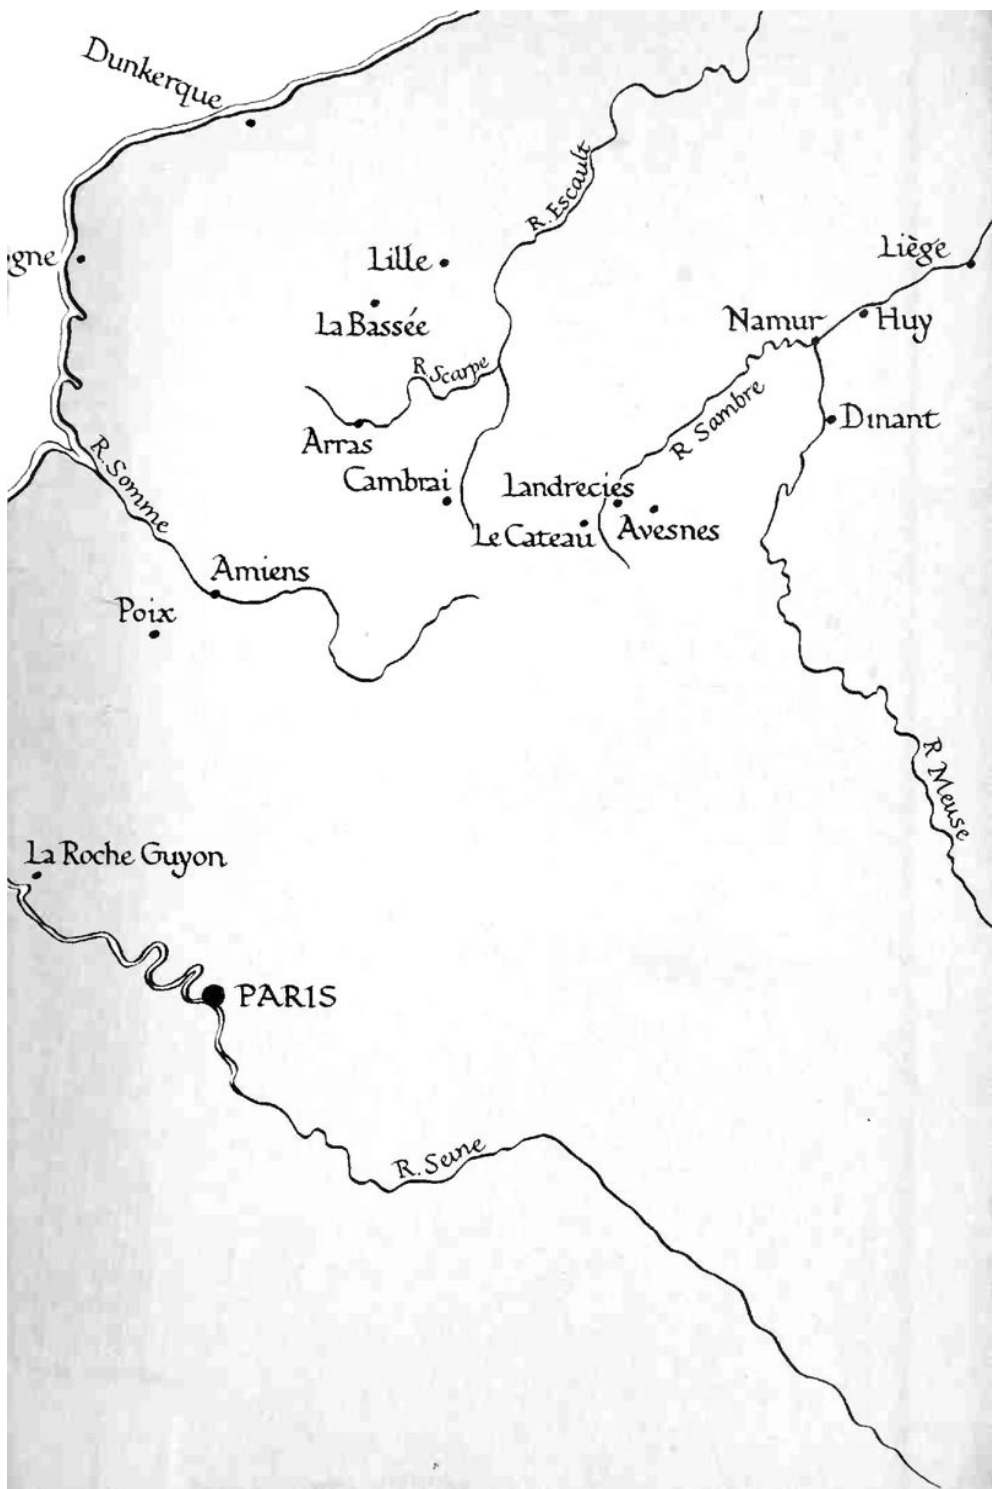 Dunkerque
R. Escault
gne
Lille
Liège
La Bassée
Namur
Huy
R Scarpe
R Sambre
Dınant
Arras
R. Somme
Cambrai
Landrecies
Le Cateau
Avesnes
Amiens
Poix
R Meuse
La Roche Guyon
PARIS
R. Seine